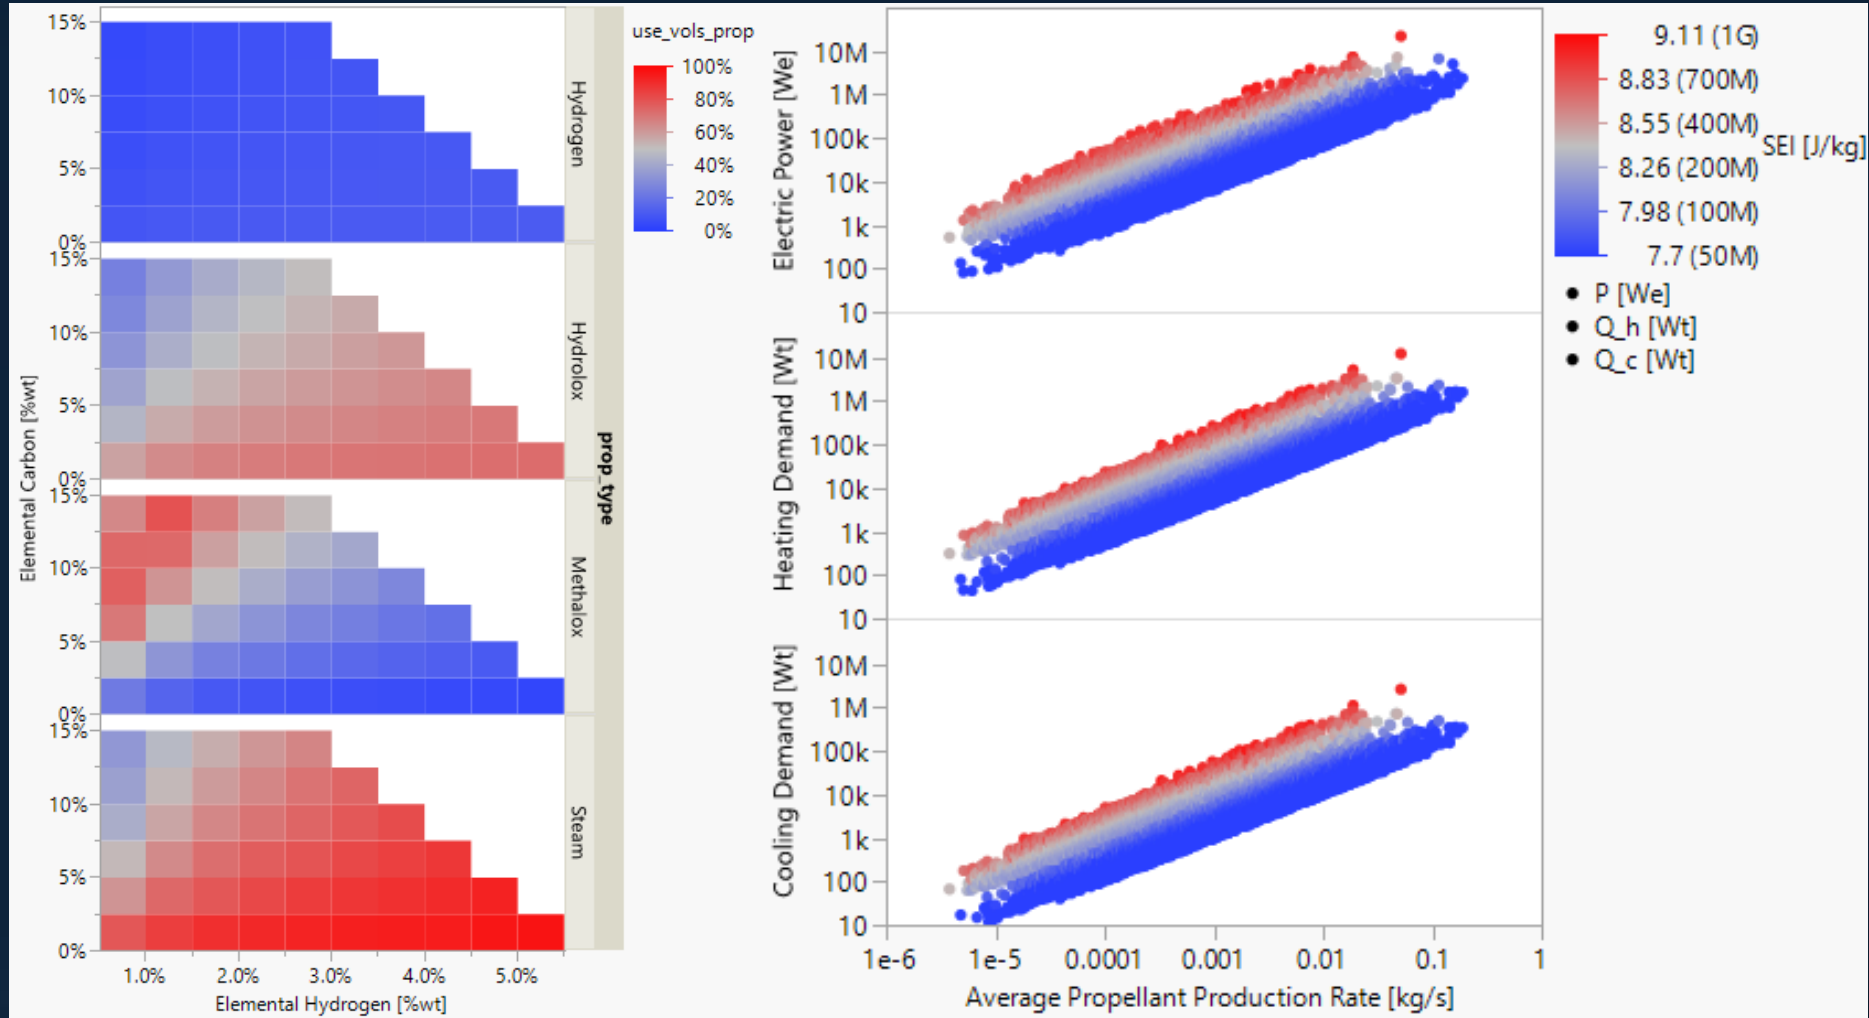 15%
10%
5%
0%
Hydrogen
15%
10%
5%
0%
Hydrolox
15%
10%
5%
0%
Methalox
15%
10%
5%
0%
Steam
Elemental Carbon [%wt]
prop_type
1.0%
2.0%
3.0%
4.0%
5.0%
Elemental Hydrogen [%wt]
use_vols_prop
100%
80%
60%
40%
20%
0%
Electric Power [We]
10M
1M
100k
10k
1k
100
10
Heating Demand [Wt]
10M
1M
100k
10k
1k
100
10
Cooling Demand [Wt]
10M
1M
100k
10k
1k
100
10
1e-6
1e-5
0.0001
0.001
0.01
0.1
1
Average Propellant Production Rate [kg/s]
9.11 (1G)
8.83 (700M)
8.55 (400M)
8.26 (200M)
7.98 (100M)
7.7 (50M)
SEI [J/kg]
P [We]
Q_h [Wt]
Q_c [Wt]